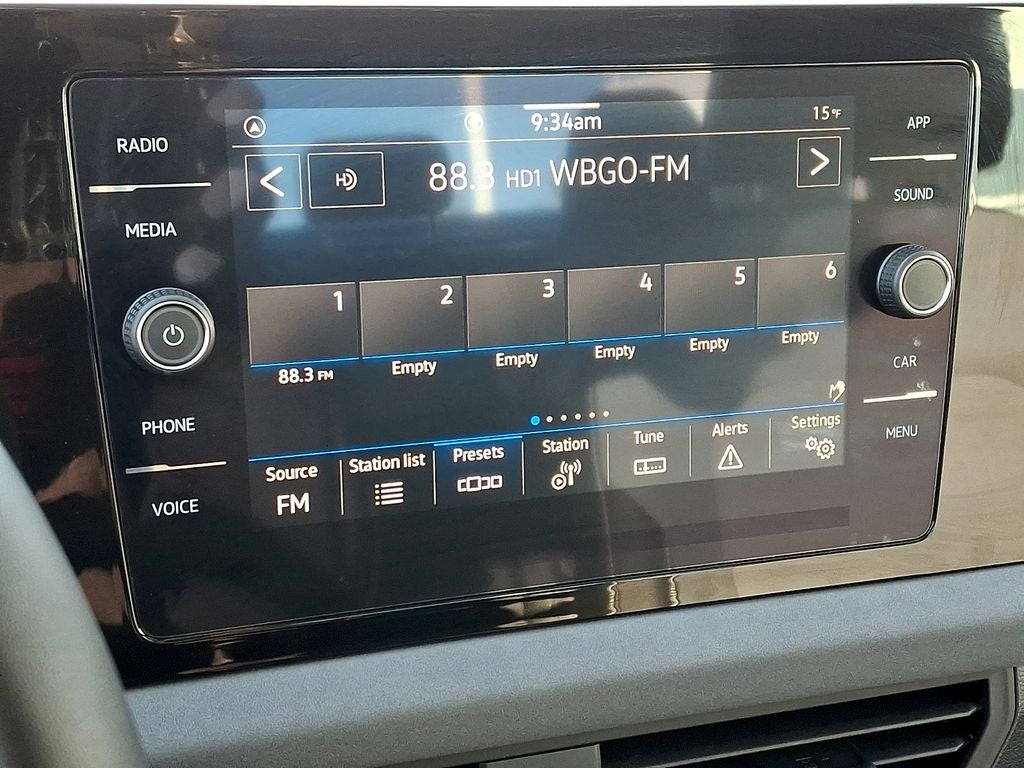 RADIO
MEDIA
PHONE
VOICE
9:34am
15°F
HD
88.3 HD1 WBGO-FM
1 2 3 4 5 6
88.3 FM Empty Empty Empty Empty Empty
Source Station list Presets Station Tune Alerts Settings
FM
APP
SOUND
CAR
MENU